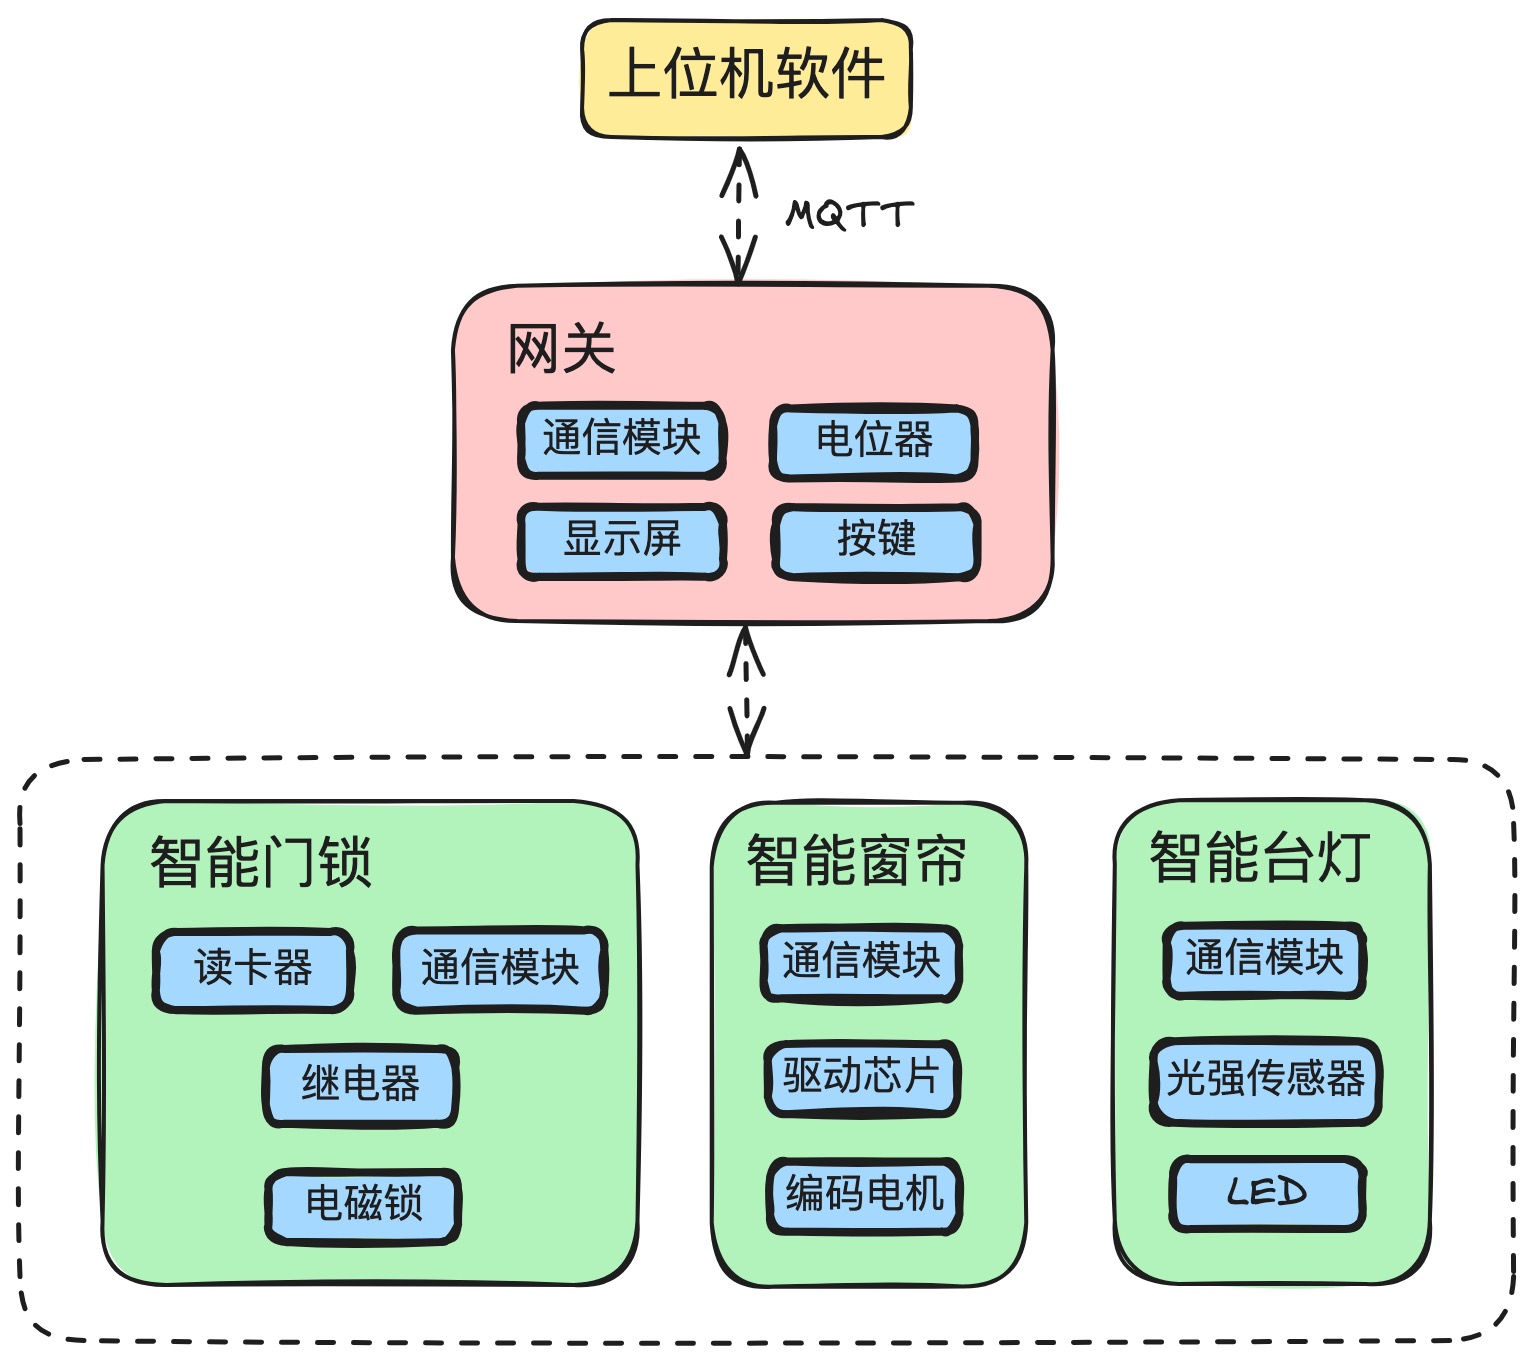 上位机软件
MQTT
网关
通信模块
电位器
显示屏
按键
智能门锁
读卡器
通信模块
继电器
电磁锁
智能窗帘
通信模块
驱动芯片
编码电机
智能台灯
通信模块
光强传感器
LED